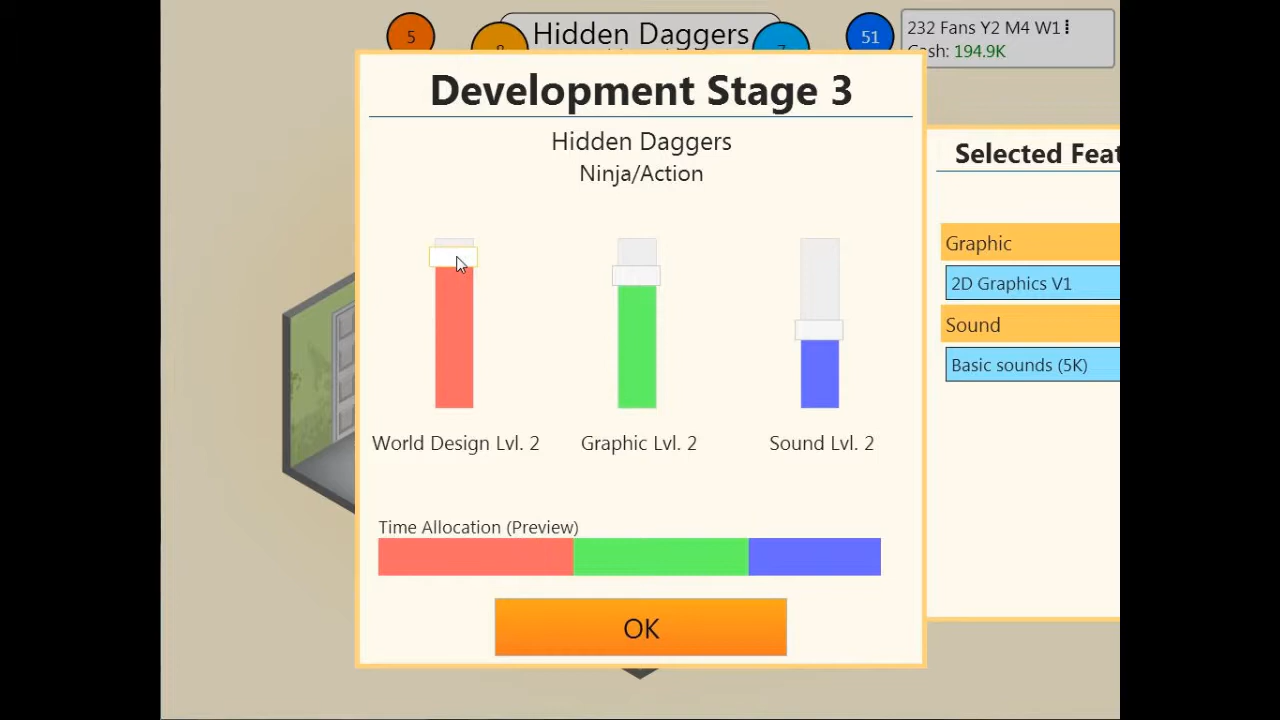 5
Hidden Daggers
51
232 Fans Y2 M4 W1
Cash: 194.9K
Development Stage 3
Hidden Daggers
Ninja/Action
Selected Feat
Graphic
2D Graphics V1
Sound
Basic sounds (5K)
World Design Lvl. 2
Graphic Lvl. 2
Sound Lvl. 2
Time Allocation (Preview)
OK